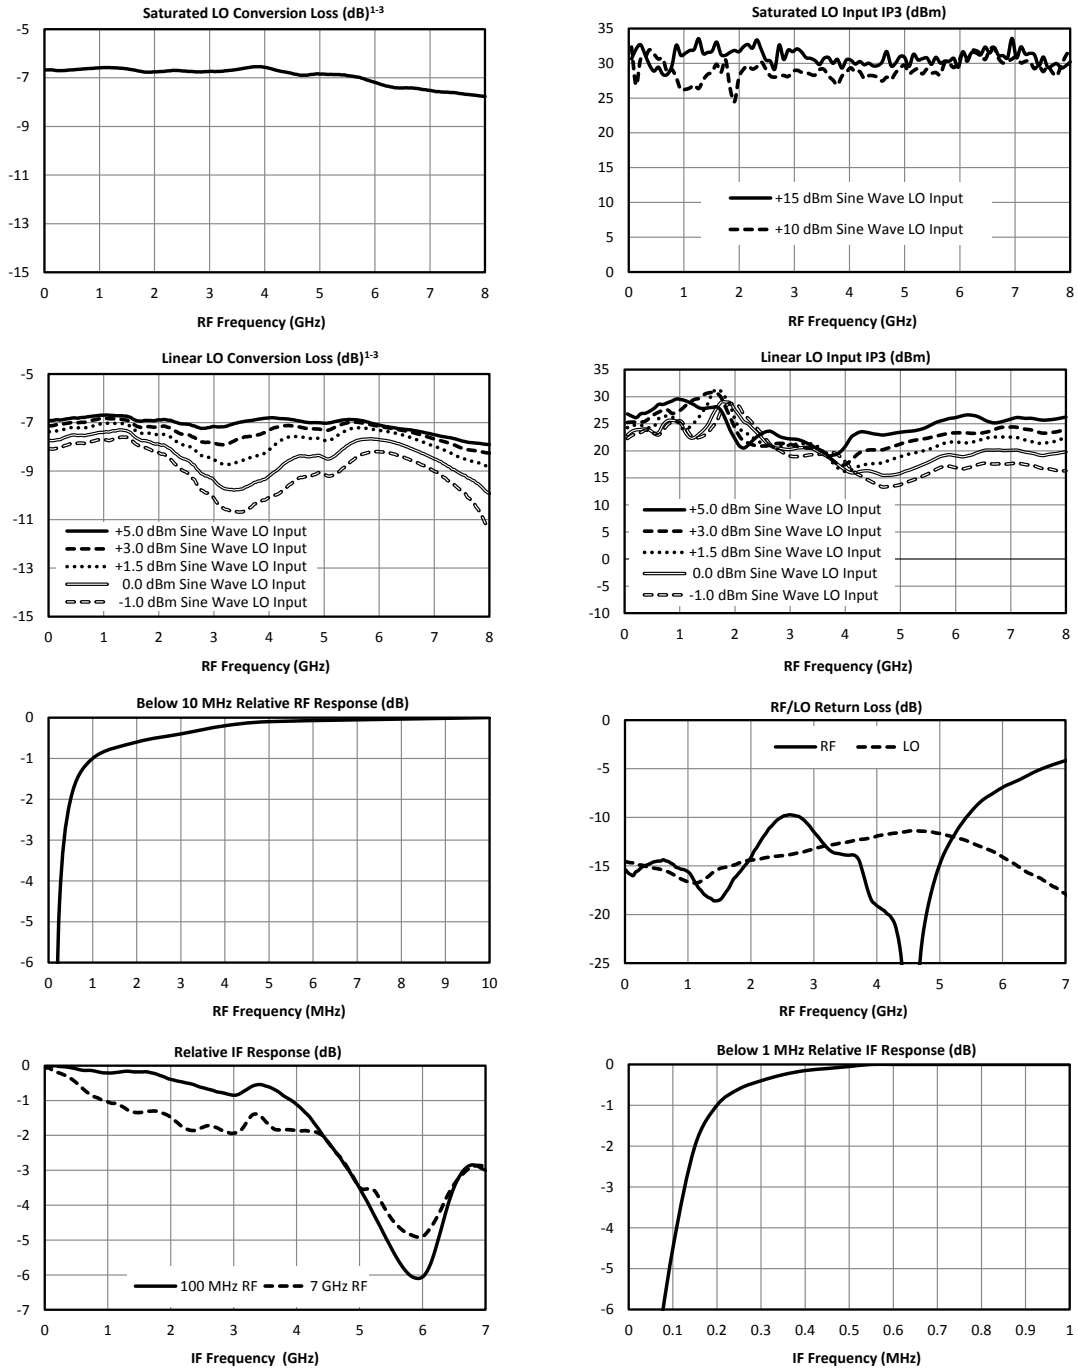 Saturated LO Conversion Loss (dB)1-3
-5
-7
-9
-11
-13
-15
0 1 2 3 4 5 6 7 8
RF Frequency (GHz)
Saturated LO Input IP3 (dBm)
35
30
25
20
15
10
5
0
+15 dBm Sine Wave LO Input
+10 dBm Sine Wave LO Input
0 1 2 3 4 5 6 7 8
RF Frequency (GHz)
Linear LO Conversion Loss (dB)1-3
-5
-7
-9
-11
-13
-15
+5.0 dBm Sine Wave LO Input
+3.0 dBm Sine Wave LO Input
+1.5 dBm Sine Wave LO Input
0.0 dBm Sine Wave LO Input
-1.0 dBm Sine Wave LO Input
0 1 2 3 4 5 6 7 8
RF Frequency (GHz)
Linear LO Input IP3 (dBm)
35
30
25
20
15
10
5
0
-5
-10
+5.0 dBm Sine Wave LO Input
+3.0 dBm Sine Wave LO Input
+1.5 dBm Sine Wave LO Input
0.0 dBm Sine Wave LO Input
-1.0 dBm Sine Wave LO Input
0 1 2 3 4 5 6 7 8
RF Frequency (GHz)
Below 10 MHz Relative RF Response (dB)
0
-1
-2
-3
-4
-5
-6
0 1 2 3 4 5 6 7 8 9 10
RF Frequency (MHz)
RF/LO Return Loss (dB)
0
-5
-10
-15
-20
-25
RF LO
0 1 2 3 4 5 6 7
RF Frequency (GHz)
Relative IF Response (dB)
0
-1
-2
-3
-4
-5
-6
-7
100 MHz RF 7 GHz RF
0 1 2 3 4 5 6 7
IF Frequency (GHz)
Below 1 MHz Relative IF Response (dB)
0
-1
-2
-3
-4
-5
-6
0 0.1 0.2 0.3 0.4 0.5 0.6 0.7 0.8 0.9 1
IF Frequency (MHz)